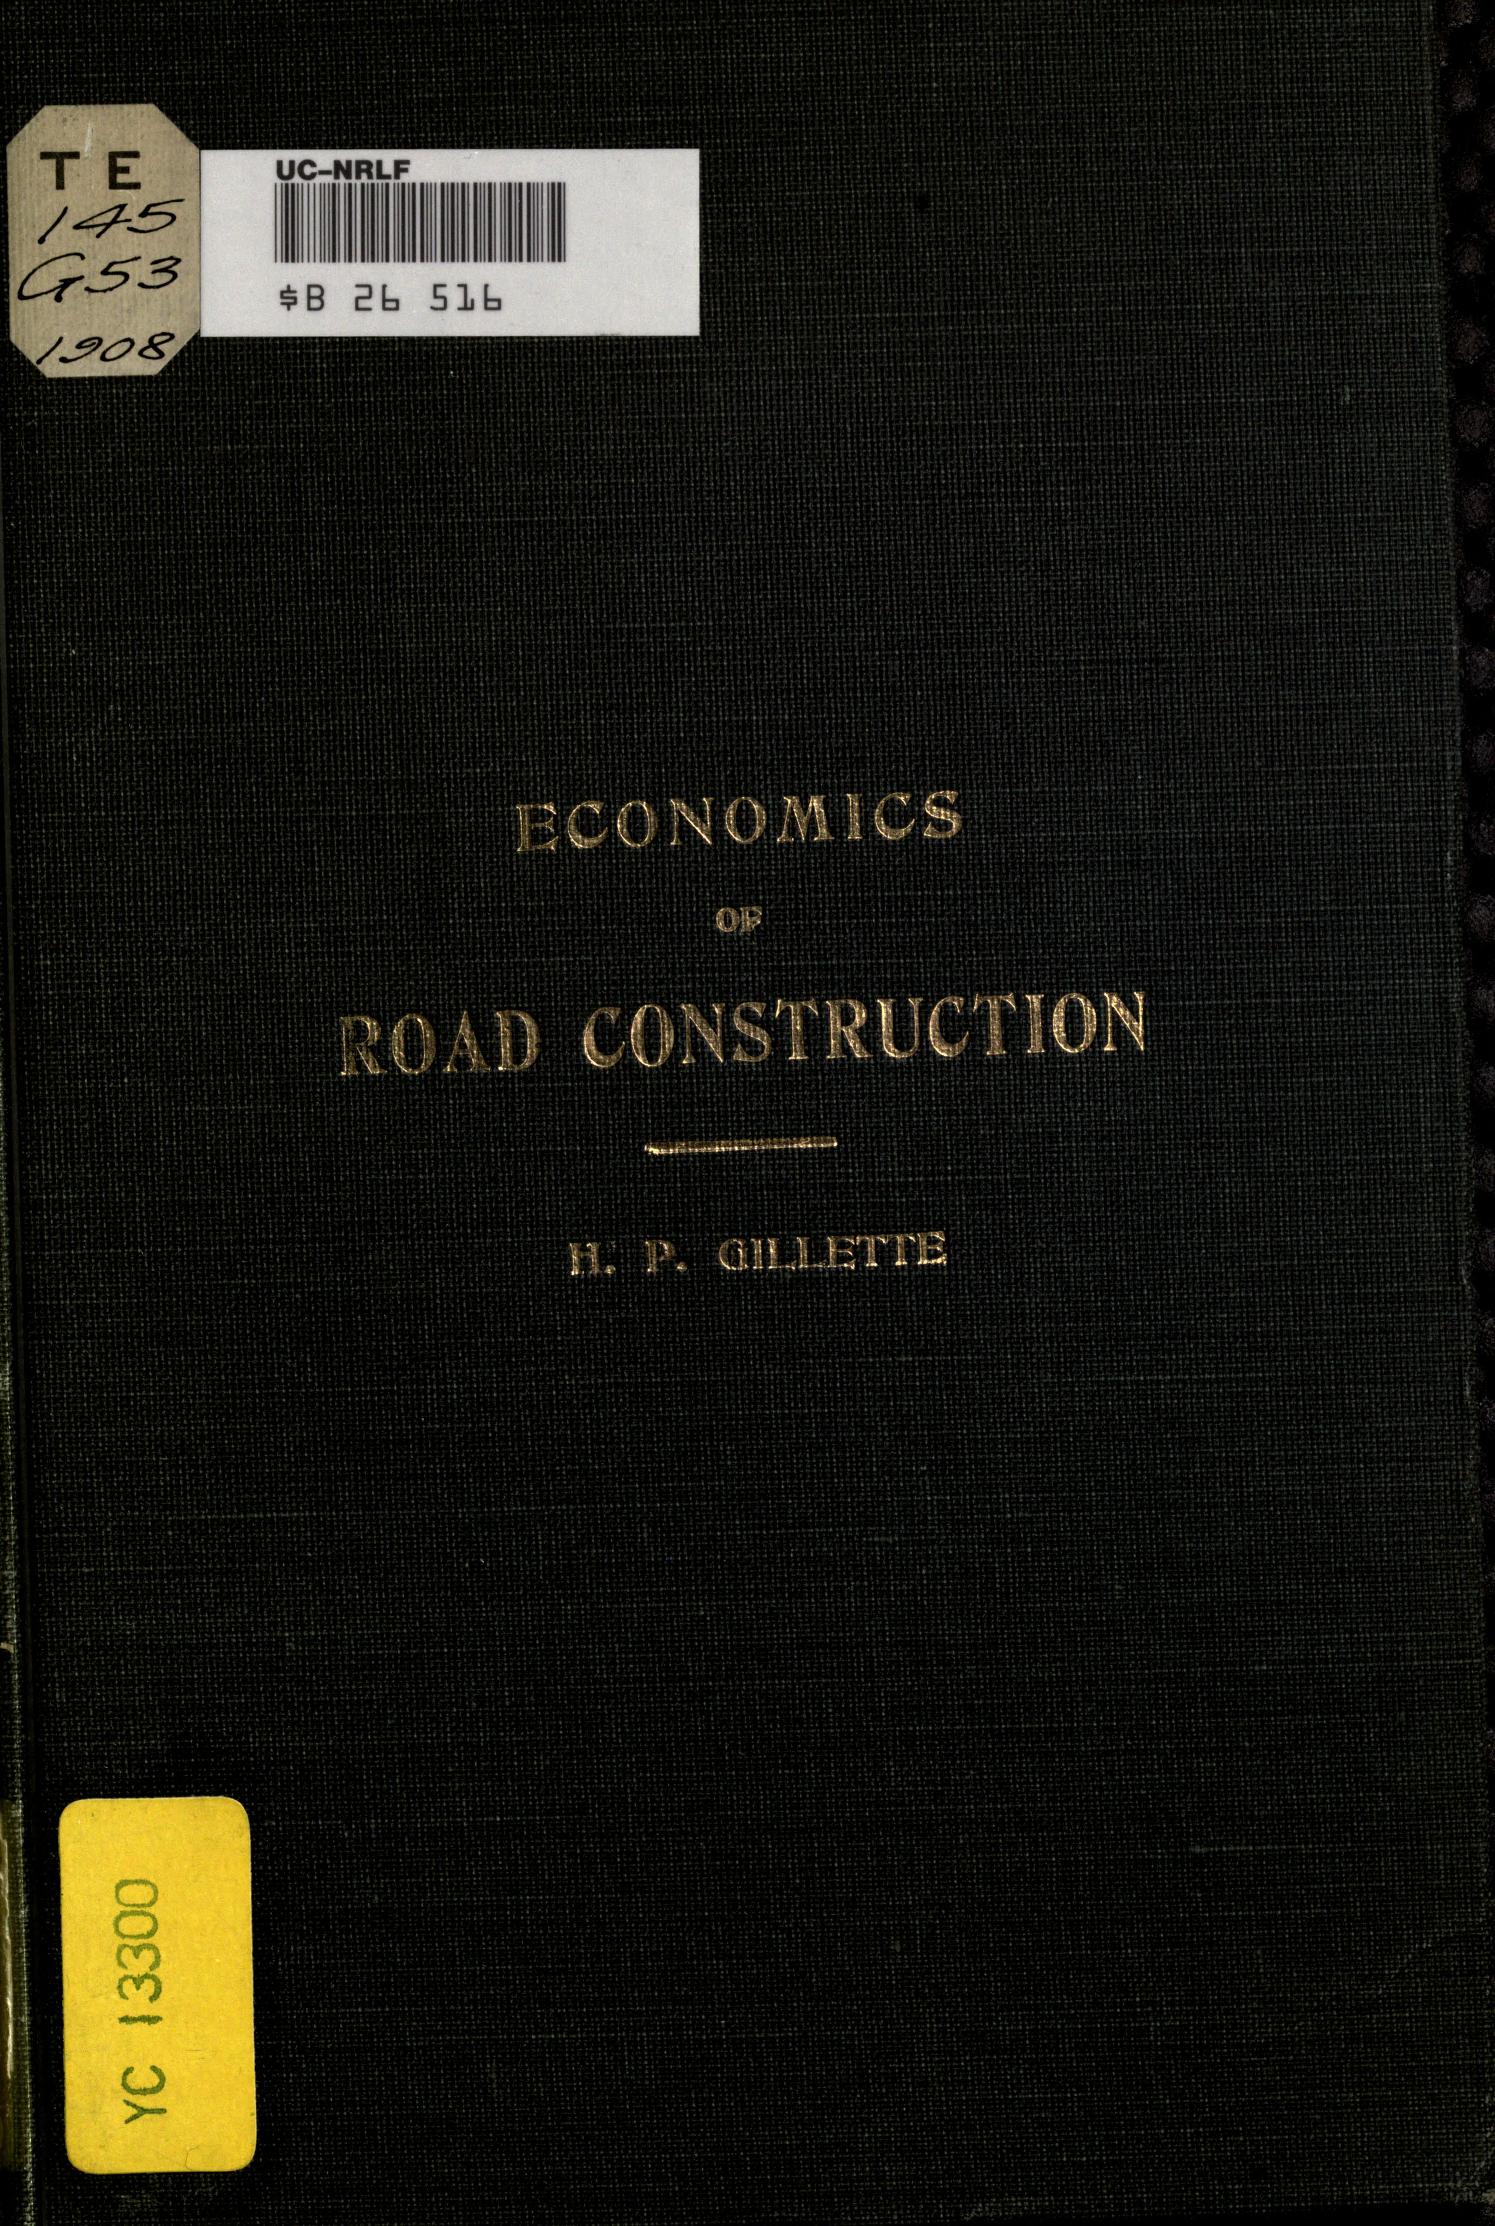 T E
145
G53
1908
UC-NRLF
$B 26 516
ECONOMICS
OF
ROAD CONSTRUCTION
H. P. GILLETTE
YC 13300